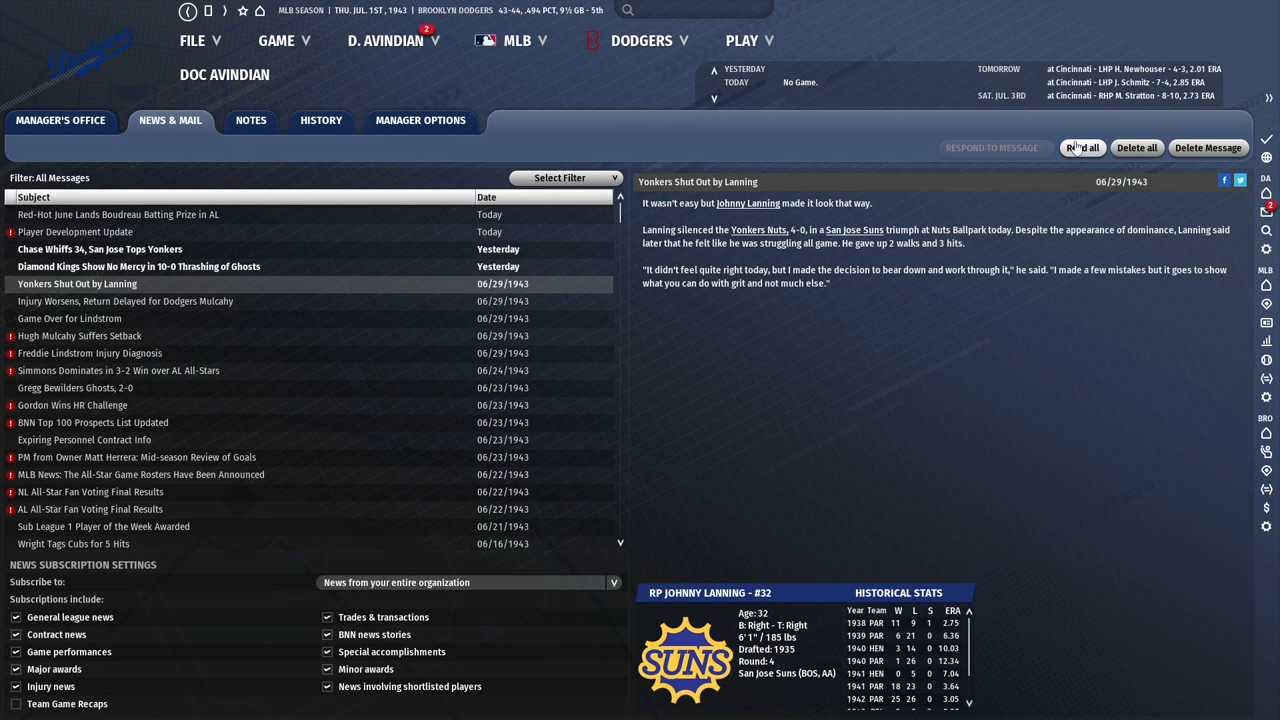 MLB SEASON | THU. JUL. 1ST, 1943 | BROOKLYN DODGERS 43-44, .494 PCT, 9½ GB - 5th
FILE GAME D. AVINDIAN 2 MLB DODGERS PLAY
Dodgers
DOC AVINDIAN
YESTERDAY
TODAY No Game.
TOMORROW at Cincinnati - LHP H. Newhouser - 4-3, 2.01 ERA
at Cincinnati - LHP J. Schmitz - 7-4, 2.85 ERA
SAT. JUL. 3RD at Cincinnati - RHP M. Stratton - 8-10, 2.73 ERA
MANAGER'S OFFICE NEWS & MAIL NOTES HISTORY MANAGER OPTIONS
RESPOND TO MESSAGE Read all Delete all Delete Message
Filter: All Messages Select Filter
Subject Date
Red-Hot June Lands Boudreau Batting Prize in AL Today
Player Development Update Today
Chase Whiffs 34, San Jose Tops Yonkers Yesterday
Diamond Kings Show No Mercy in 10-0 Thrashing of Ghosts Yesterday
Yonkers Shut Out by Lanning 06/29/1943
Injury Worsens, Return Delayed for Dodgers Mulcahy 06/29/1943
Game Over for Lindstrom 06/29/1943
Hugh Mulcahy Suffers Setback 06/29/1943
Freddie Lindstrom Injury Diagnosis 06/29/1943
Simmons Dominates in 3-2 Win over AL All-Stars 06/24/1943
Gregg Bewilders Ghosts, 2-0 06/23/1943
Gordon Wins HR Challenge 06/23/1943
BNN Top 100 Prospects List Updated 06/23/1943
Expiring Personnel Contract Info 06/23/1943
PM from Owner Matt Herrera: Mid-season Review of Goals 06/23/1943
MLB News: The All-Star Game Rosters Have Been Announced 06/22/1943
NL All-Star Fan Voting Final Results 06/22/1943
AL All-Star Fan Voting Final Results 06/22/1943
Sub League 1 Player of the Week Awarded 06/21/1943
Wright Tags Cubs for 5 Hits 06/16/1943
NEWS SUBSCRIPTION SETTINGS
Subscribe to: News from your entire organization
Subscriptions include:
General league news Trades & transactions
Contract news BNN news stories
Game performances Special accomplishments
Major awards Minor awards
Injury news News involving shortlisted players
Team Game Recaps
Yonkers Shut Out by Lanning 06/29/1943
It wasn't easy but Johnny Lanning made it look that way.
Lanning silenced the Yonkers Nuts, 4-0, in a San Jose Suns triumph at Nuts Ballpark today. Despite the appearance of dominance, Lanning said
later that he felt like he was struggling all game. He gave up 2 walks and 3 hits.
"It didn't feel quite right today, but I made the decision to bear down and work through it," he said. "I made a few mistakes but it goes to show
what you can do with grit and not much else."
RP JOHNNY LANNING - #32
SUNS
Age: 32
B: Right - T: Right
6' 1" / 185 lbs
Drafted: 1935
Round: 4
San Jose Suns (BOS, AA)
HISTORICAL STATS
Year Team W L S ERA
1938 PAR 11 9 1 2.75
1939 PAR 6 21 0 6.36
1940 HEN 3 14 0 10.03
1940 PAR 1 26 0 12.34
1941 HEN 0 5 0 7.04
1941 PAR 18 23 0 3.64
1942 PAR 25 26 0 3.05
DA
2
MLB
BRO